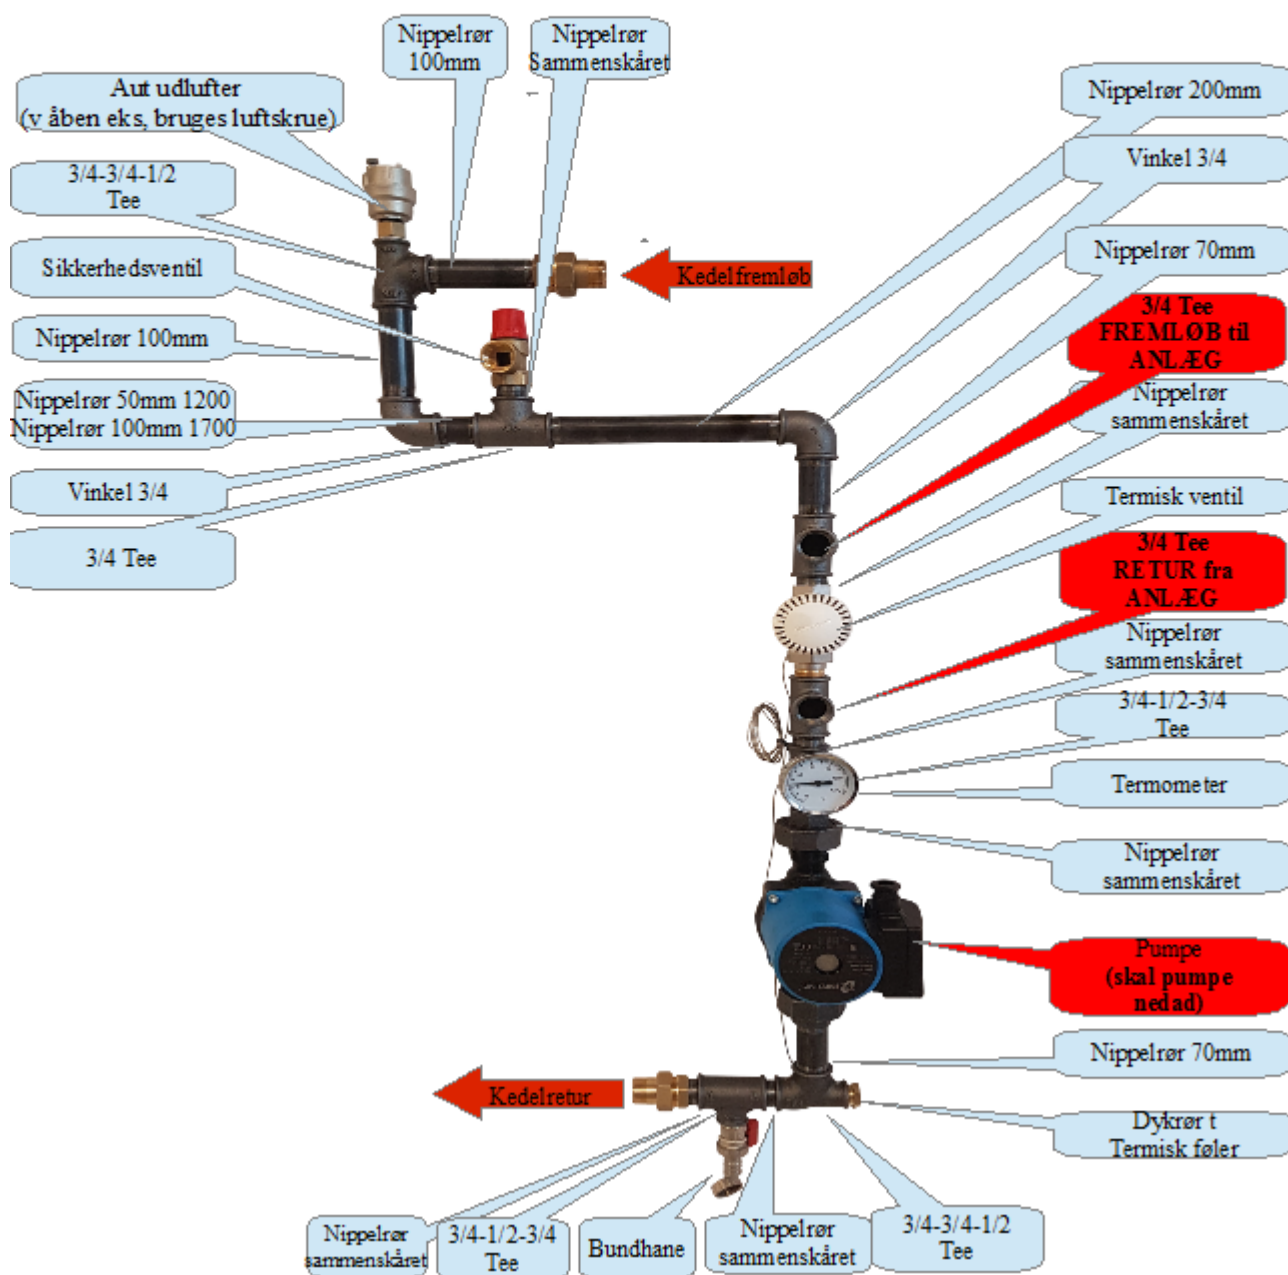 Nippelrør
100mm
Nippelrør
Sammenskåret
Aut udlufter
(v åben eks, bruges luftskrue)
Nippelrør 200mm
Vinkel 3/4
3/4-3/4-1/2
Tee
Sikkerhedsventil
Kedelfremløb
Nippelrør 70mm
3/4 Tee
FREMLØB til
ANLÆG
Nippelrør 100mm
Nippelrør 50mm 1200
Nippelrør 100mm 1700
Nippelrør
sammenskåret
Vinkel 3/4
Termisk ventil
3/4 Tee
3/4 Tee
RETUR fra
ANLÆG
Nippelrør
sammenskåret
3/4-1/2-3/4
Tee
Termometer
Nippelrør
sammenskåret
Pumpe
(skal pumpe
nedad)
Nippelrør 70mm
Kedelretur
Dykrør t
Termisk føler
Nippelrør
sammenskåret
3/4-1/2-3/4
Tee
Bundhane
Nippelrør
sammenskåret
3/4-3/4-1/2
Tee